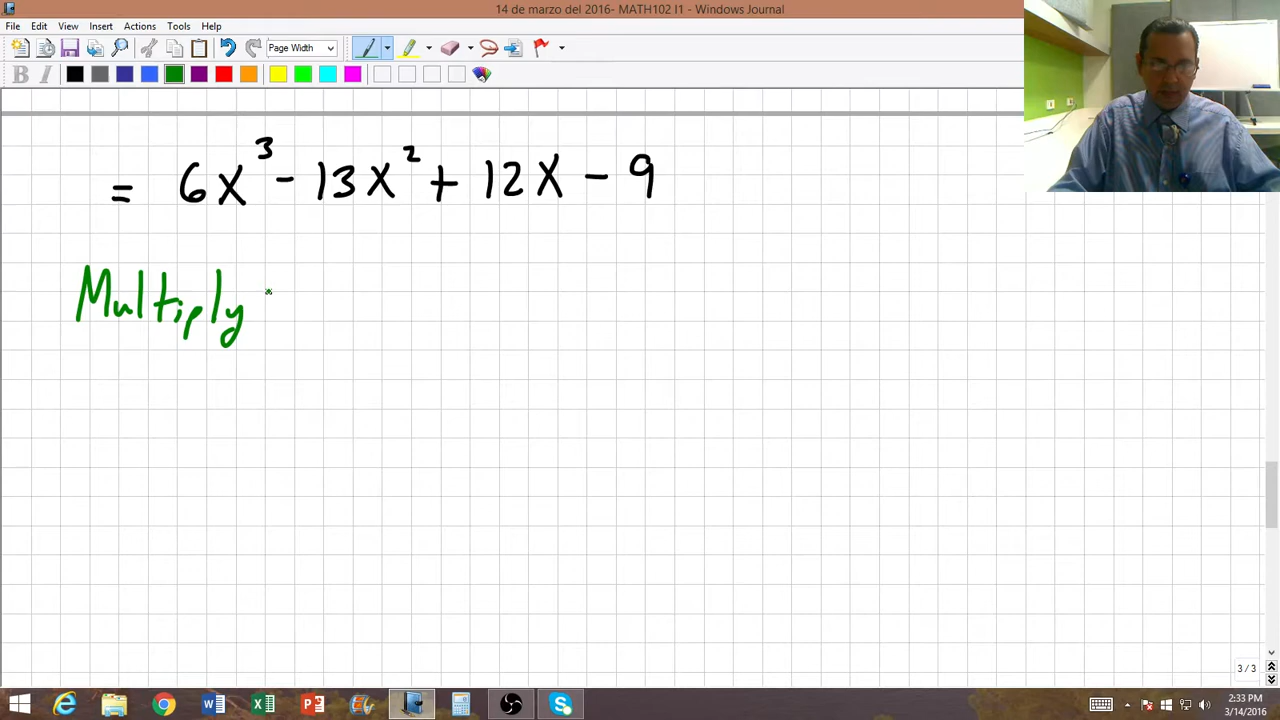 14 de marzo del 2016- MATH102 I1 - Windows Journal
File Edit View Insert Actions Tools Help
Page Width
B I
= 6x³ - 13x² + 12x - 9
Multiply
3 / 3
2:33 PM
3/14/2016